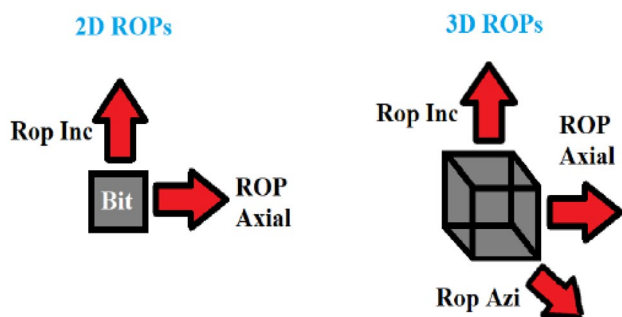 2D ROPs
Rop Inc
Bit
ROP
Axial
3D ROPs
Rop Inc
ROP
Axial
Rop Azi